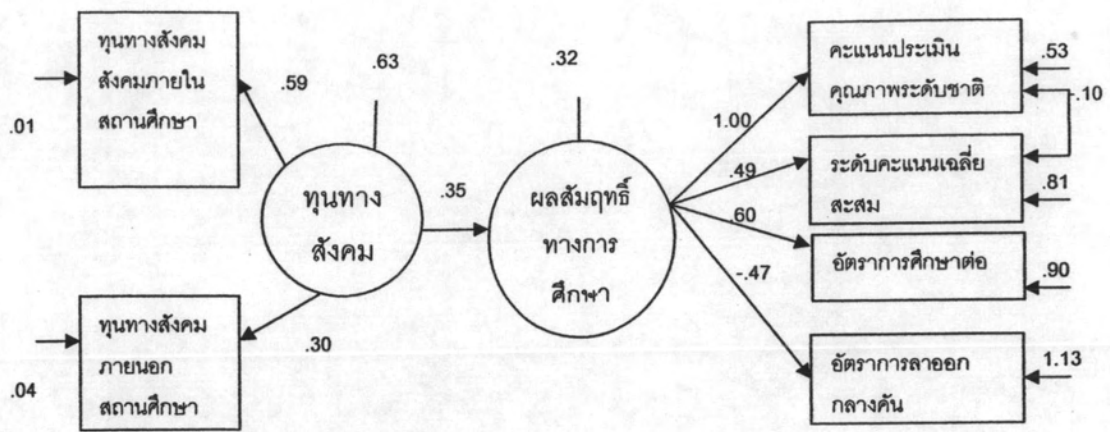 ทุนทางสังคม
สังคมภายใน
สถานศึกษา
.01
.59
.63
ทุนทาง
สังคม
.35
.30
ทุนทางสังคม
ภายนอก
สถานศึกษา
.04
.32
ผลสัมฤทธิ์
ทางการ
ศึกษา
1.00
.49
.60
-.47
คะแนนประเมิน
คุณภาพระดับชาติ
.53
-.10
ระดับคะแนนเฉลี่ย
สะสม
.81
อัตราการศึกษาต่อ
.90
อัตราการลาออก
กลางคัน
1.13